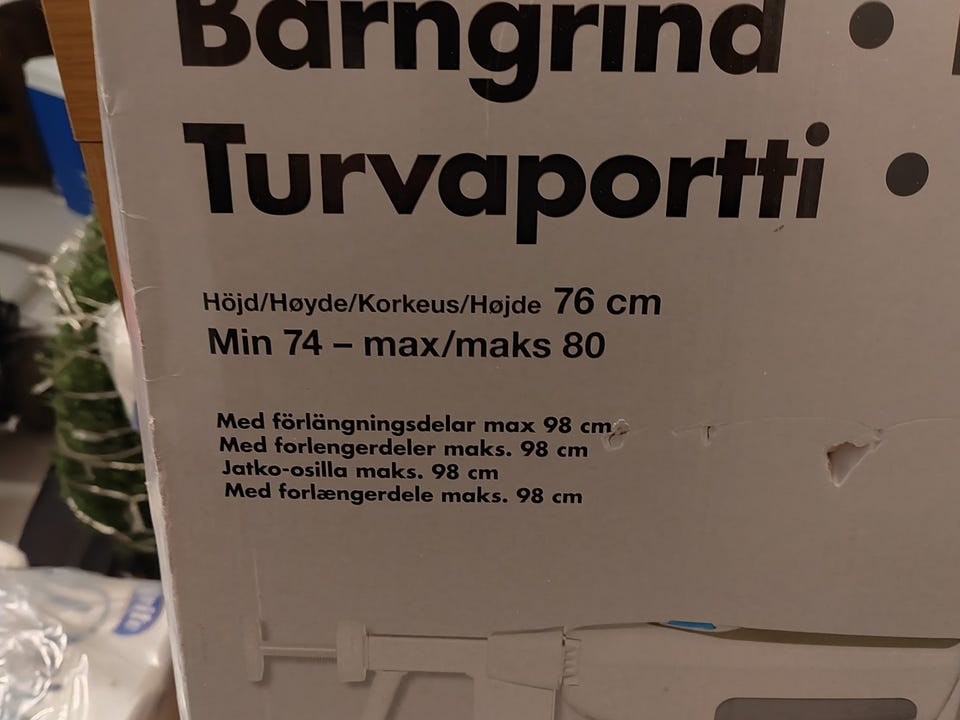 Barngrind •
Turvaportti •
Höjd/Høyde/Korkeus/Højde 76 cm
Min 74 – max/maks 80
Med förlängningsdelar max 98 cm
Med forlengerdeler maks. 98 cm
Jatko-osilla maks. 98 cm
Med forlængerdele maks. 98 cm